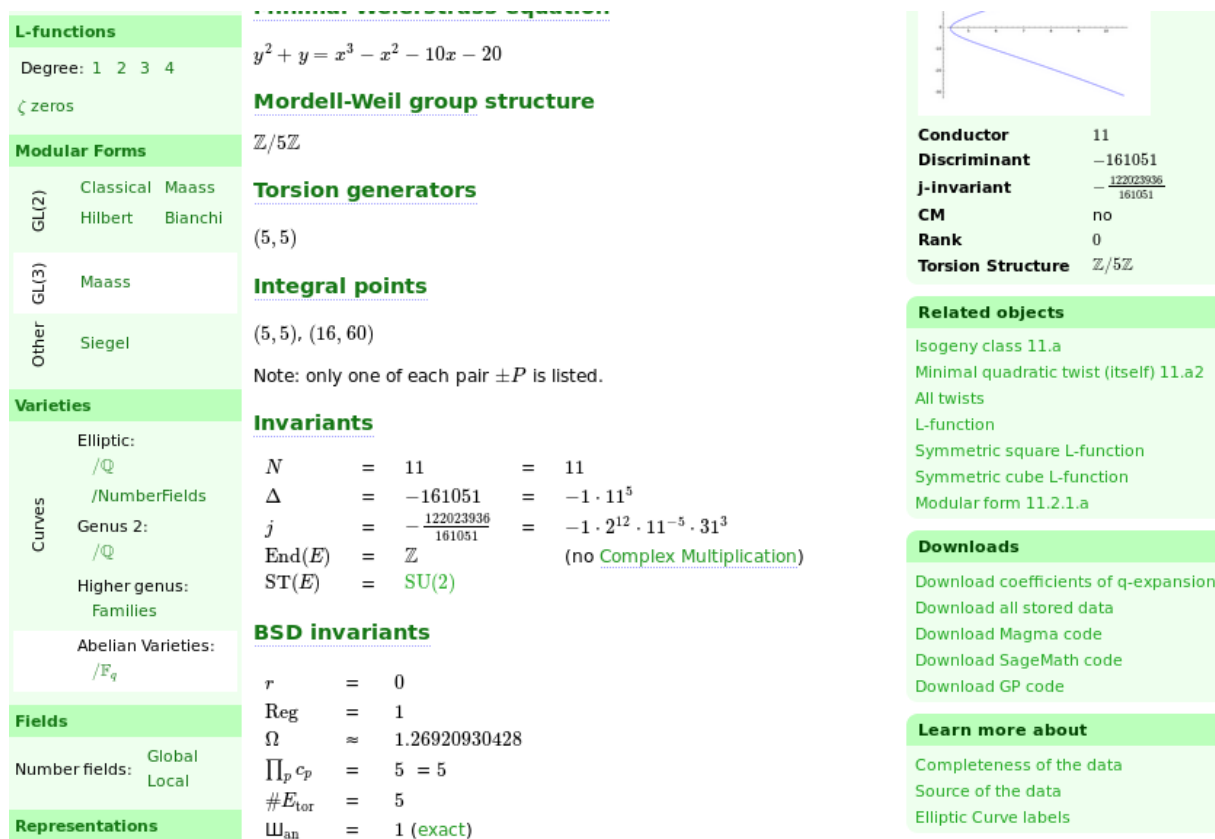 L-functions
Degree: 1 2 3 4
ζ zeros
Modular Forms
GL(2)
Classical Maass
Hilbert Bianchi
GL(3)
Maass
Other
Siegel
Varieties
Curves
Elliptic:
/ℚ
/NumberFields
Genus 2:
/ℚ
Higher genus:
Families
Abelian Varieties:
/𝔽_q
Fields
Number fields:
Global
Local
Representations
Minimal Weierstrass equation
y² + y = x³ − x² − 10x − 20
Mordell-Weil group structure
ℤ/5ℤ
Torsion generators
(5, 5)
Integral points
(5, 5), (16, 60)
Note: only one of each pair ±P is listed.
Invariants
N = 11 = 11
Δ = −161051 = −1 · 11⁵
j = −122023936/161051 = −1 · 2¹² · 11⁻⁵ · 31³
End(E) = ℤ (no Complex Multiplication)
ST(E) = SU(2)
BSD invariants
r = 0
Reg = 1
Ω ≈ 1.26920930428
∏_p c_p = 5 = 5
#E_tor = 5
Ш_an = 1 (exact)
Conductor 11
Discriminant −161051
j-invariant −122023936/161051
CM no
Rank 0
Torsion Structure ℤ/5ℤ
Related objects
Isogeny class 11.a
Minimal quadratic twist (itself) 11.a2
All twists
L-function
Symmetric square L-function
Symmetric cube L-function
Modular form 11.2.1.a
Downloads
Download coefficients of q-expansion
Download all stored data
Download Magma code
Download SageMath code
Download GP code
Learn more about
Completeness of the data
Source of the data
Elliptic Curve labels